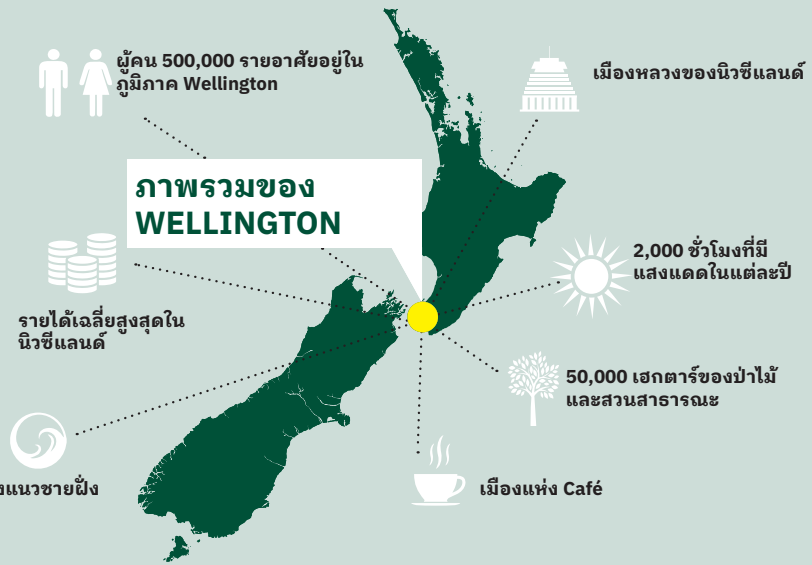 ผู้คน 500,000 รายอาศัยอยู่ใน
ภูมิภาค Wellington
เมืองหลวงของนิวซีแลนด์
ภาพรวมของ
WELLINGTON
2,000 ชั่วโมงที่มี
แสงแดดในแต่ละปี
รายได้เฉลี่ยสูงสุดใน
นิวซีแลนด์
50,000 เฮกตาร์ของป่าไม้
และสวนสาธารณะ
แนวชายฝั่ง
เมืองแห่ง Café